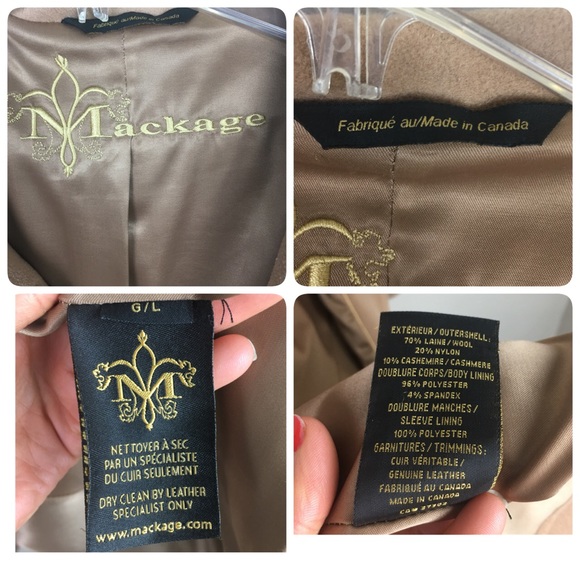 Fabriqué au/Made in Canada
Mackage
Fabriqué au/Made in Canada
G/L
M
NETTOYER À SEC
PAR UN SPÉCIALISTE
DU CUIR SEULEMENT
DRY CLEAN BY LEATHER
SPECIALIST ONLY
www.mackage.com
EXTÉRIEUR/OUTERSHELL:
70% LAINE/WOOL
20% NYLON
10% CASHEMIRE/CASHMERE
DOUBLURE CORPS/BODY LINING
96% POLYESTER
4% SPANDEX
DOUBLURE MANCHES/
SLEEVE LINING
100% POLYESTER
GARNITURES/TRIMMINGS:
CUIR VÉRITABLE/
GENUINE LEATHER
FABRIQUÉ AU CANADA
MADE IN CANADA